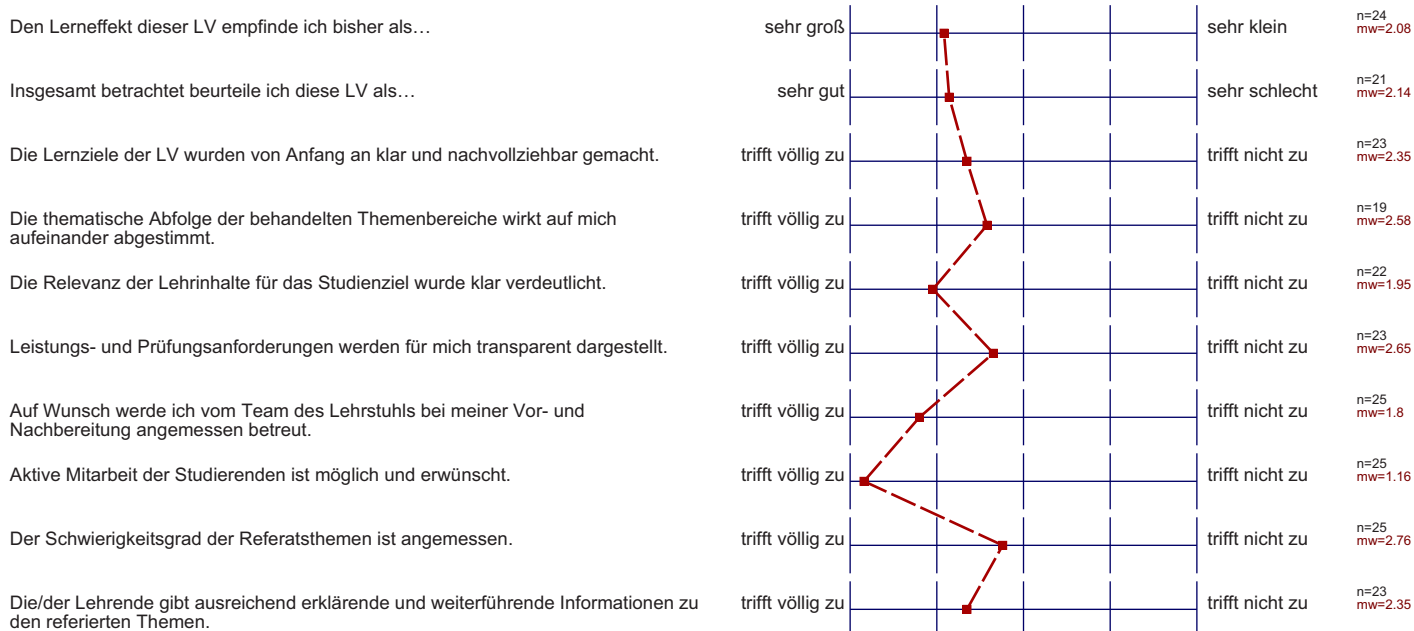 Den Lerneffekt dieser LV empfinde ich bisher als… sehr groß sehr klein n=24
mw=2.08
Insgesamt betrachtet beurteile ich diese LV als… sehr gut sehr schlecht n=21
mw=2.14
Die Lernziele der LV wurden von Anfang an klar und nachvollziehbar gemacht. trifft völlig zu trifft nicht zu n=23
mw=2.35
Die thematische Abfolge der behandelten Themenbereiche wirkt auf mich
aufeinander abgestimmt.
trifft völlig zu trifft nicht zu n=19
mw=2.58
Die Relevanz der Lehrinhalte für das Studienziel wurde klar verdeutlicht. trifft völlig zu trifft nicht zu n=22
mw=1.95
Leistungs- und Prüfungsanforderungen werden für mich transparent dargestellt. trifft völlig zu trifft nicht zu n=23
mw=2.65
Auf Wunsch werde ich vom Team des Lehrstuhls bei meiner Vor- und
Nachbereitung angemessen betreut.
trifft völlig zu trifft nicht zu n=25
mw=1.8
Aktive Mitarbeit der Studierenden ist möglich und erwünscht. trifft völlig zu trifft nicht zu n=25
mw=1.16
Der Schwierigkeitsgrad der Referatsthemen ist angemessen. trifft völlig zu trifft nicht zu n=25
mw=2.76
Die/der Lehrende gibt ausreichend erklärende und weiterführende Informationen zu
den referierten Themen.
trifft völlig zu trifft nicht zu n=23
mw=2.35